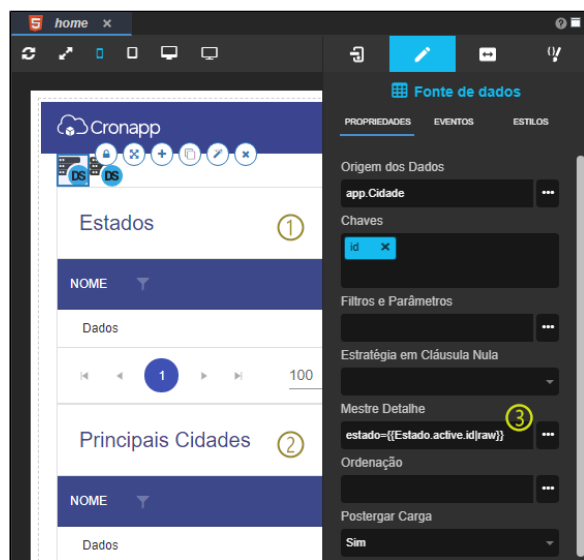 home ×
Fonte de dados
PROPRIEDADES EVENTOS ESTILOS
Cronapp
DS DS
Origem dos Dados
app.Cidade
Chaves
id ×
Estados 1
NOME
Filtros e Parâmetros
Dados
Estratégia em Cláusula Nula
1 100
Mestre Detalhe
3
estado={{Estado.active.id|raw}}
Principais Cidades 2
Ordenação
NOME
Postergar Carga
Dados
Sim